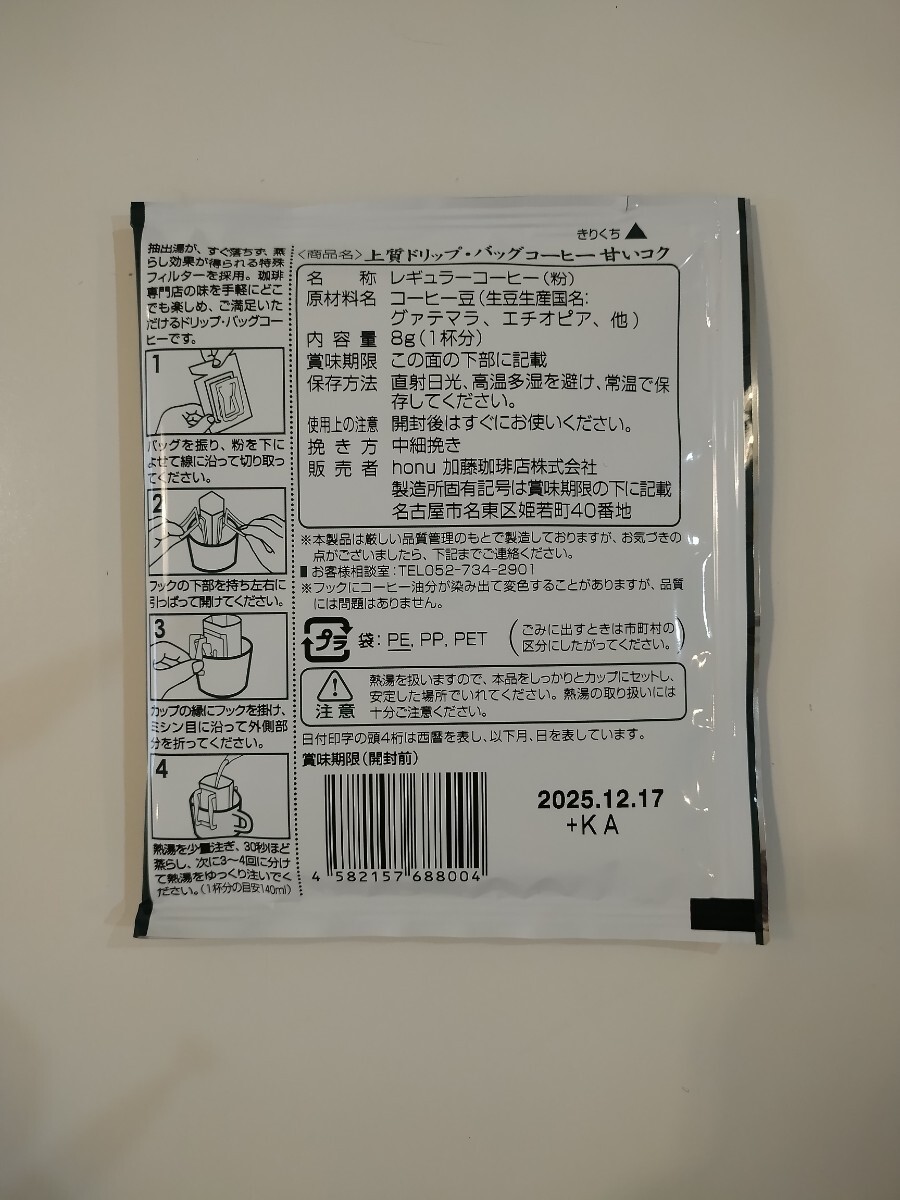 抽出湯が、すぐ落ちず、蒸
らし効果が得られる特殊
フィルターを採用。珈琲
専門店の味を手軽にどこ
でも楽しめ、ご満足いた
だけるドリップ・バッグコー
ヒーです。
1
バッグを振り、粉を下に
よせて線に沿って切り取っ
てください。
2
フックの下部を持ち左右に
引っぱって開けてください。
3
カップの縁にフックを掛け、
ミシン目に沿って外側部
分を折ってください。
4
熱湯を少量注ぎ、30秒ほど
蒸らし、次に3〜4回に分け
て熱湯をゆっくり注いでく
ださい。(1杯分の目安140ml)
きりくち▲
〈商品名〉上質ドリップ・バッグコーヒー 甘いコク
名 称 レギュラーコーヒー(粉)
原材料名 コーヒー豆(生豆生産国名:
グァテマラ、エチオピア、他)
内容量 8g(1杯分)
賞味期限 この面の下部に記載
保存方法 直射日光、高温多湿を避け、常温で保
存してください。
使用上の注意 開封後はすぐにお使いください。
挽き方 中細挽き
販売者 honu 加藤珈琲店株式会社
製造所固有記号は賞味期限の下に記載
名古屋市名東区姫若町40番地
※本製品は厳しい品質管理のもとで製造しておりますが、お気づきの
点がございましたら、下記までご連絡ください。
■お客様相談室:TEL052-734-2901
※フックにコーヒー油分が染み出て変色することがありますが、品質
には問題はありません。
プラ 袋:PE, PP, PET (ごみに出すときは市町村の
区分にしたがってください。)
注意 熱湯を扱いますので、本品をしっかりとカップにセットし、
安定した場所でいれてください。熱湯の取り扱いには
十分ご注意ください。
日付印字の頭4桁は西暦を表し、以下月、日を表しています。
賞味期限(開封前)
2025.12.17
+KA
4 582157 688004